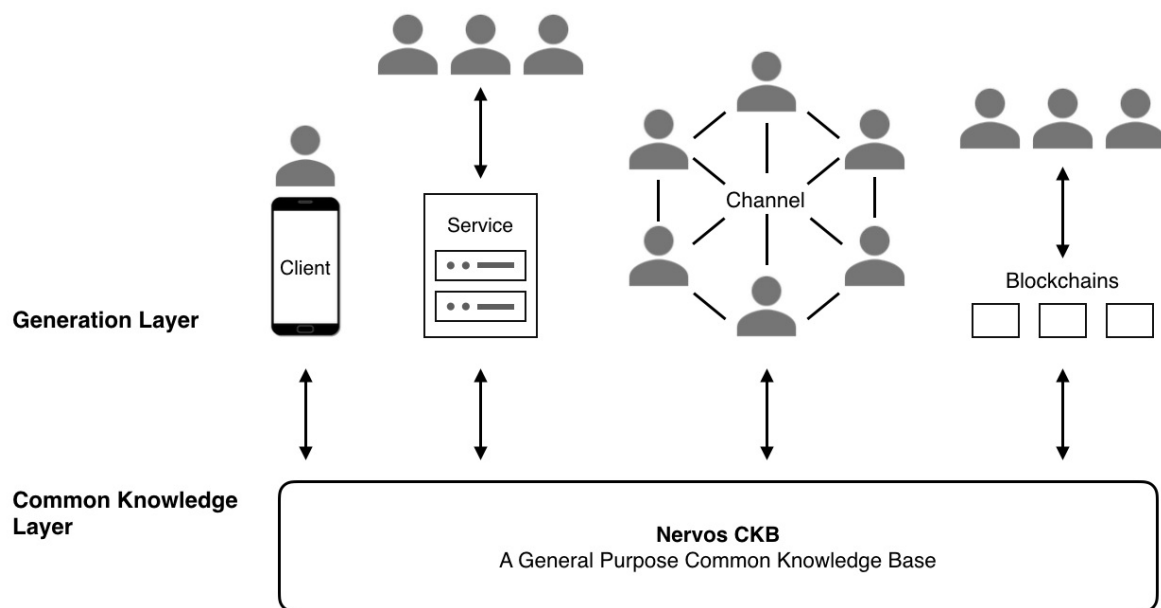 Service
Channel
Client
Blockchains
Generation Layer
Common Knowledge
Layer
Nervos CKB
A General Purpose Common Knowledge Base